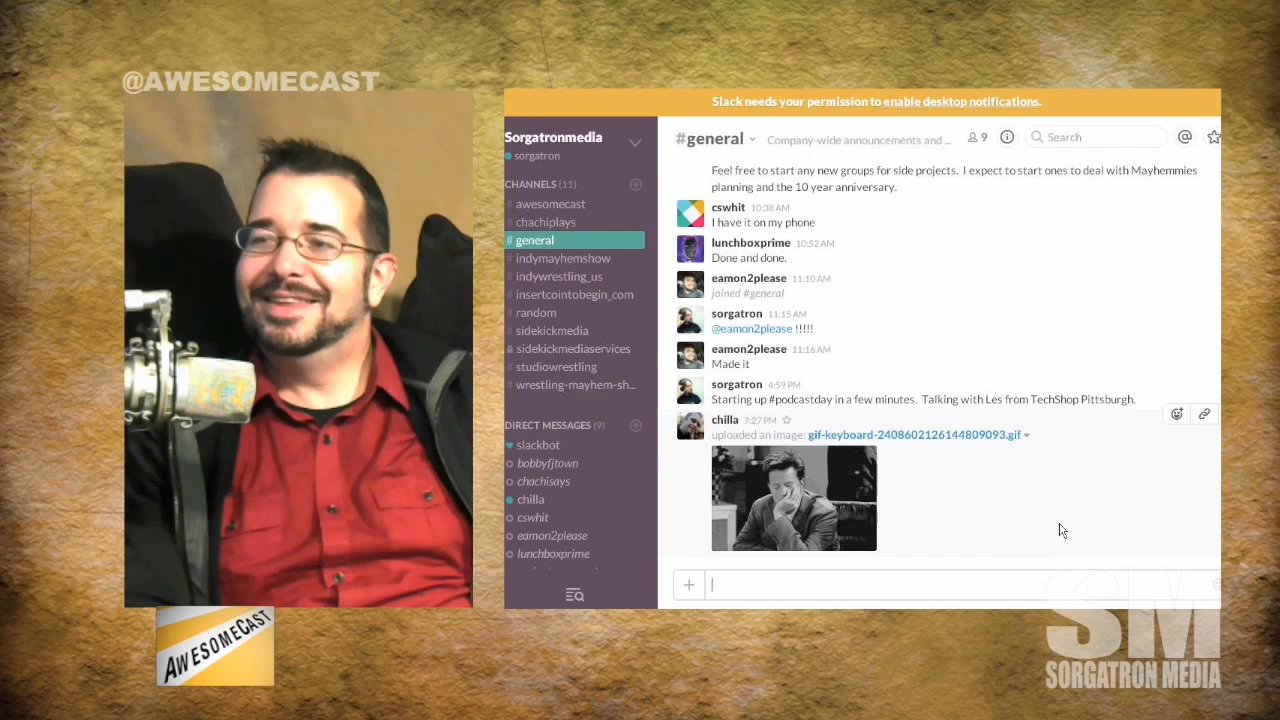 @AWESOMECAST
Slack needs your permission to enable desktop notifications.
Sorgatronmedia
sorgatron
CHANNELS (11)
# awesomecast
# chachiplays
# general
# indymayhemshow
# indywrestling_us
# insertcointobegin_com
# random
# sidekickmedia
sidekickmediaservices
# studiowrestling
# wrestling-mayhem-sh...
DIRECT MESSAGES (9)
slackbot
bobbyfjtown
chachisays
chilla
cswhit
eamon2please
lunchboxprime
#general
Company-wide announcements and ...
9
Search
@
Feel free to start any new groups for side projects. I expect to start ones to deal with Mayhemmies
planning and the 10 year anniversary.
cswhit 10:38 AM
I have it on my phone
lunchboxprime 10:52 AM
Done and done.
eamon2please 11:10 AM
joined #general
sorgatron 11:15 AM
@eamon2please !!!!!
eamon2please 11:16 AM
Made it
sorgatron 4:59 PM
Starting up #podcastday in a few minutes. Talking with Les from TechShop Pittsburgh.
chilla 7:27 PM
uploaded an image: gif-keyboard-2408602126144809093.gif
AWESOMECAST
SM
SORGATRON MEDIA